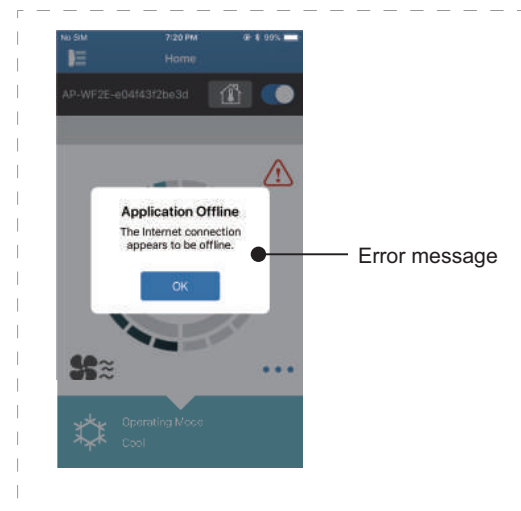 No SIM 7:20 PM 99%
Home
AP-WF2E-e04f43f2be3d
Application Offline
The Internet connection
appears to be offline.
Error message
OK
Operating Mode
Cool